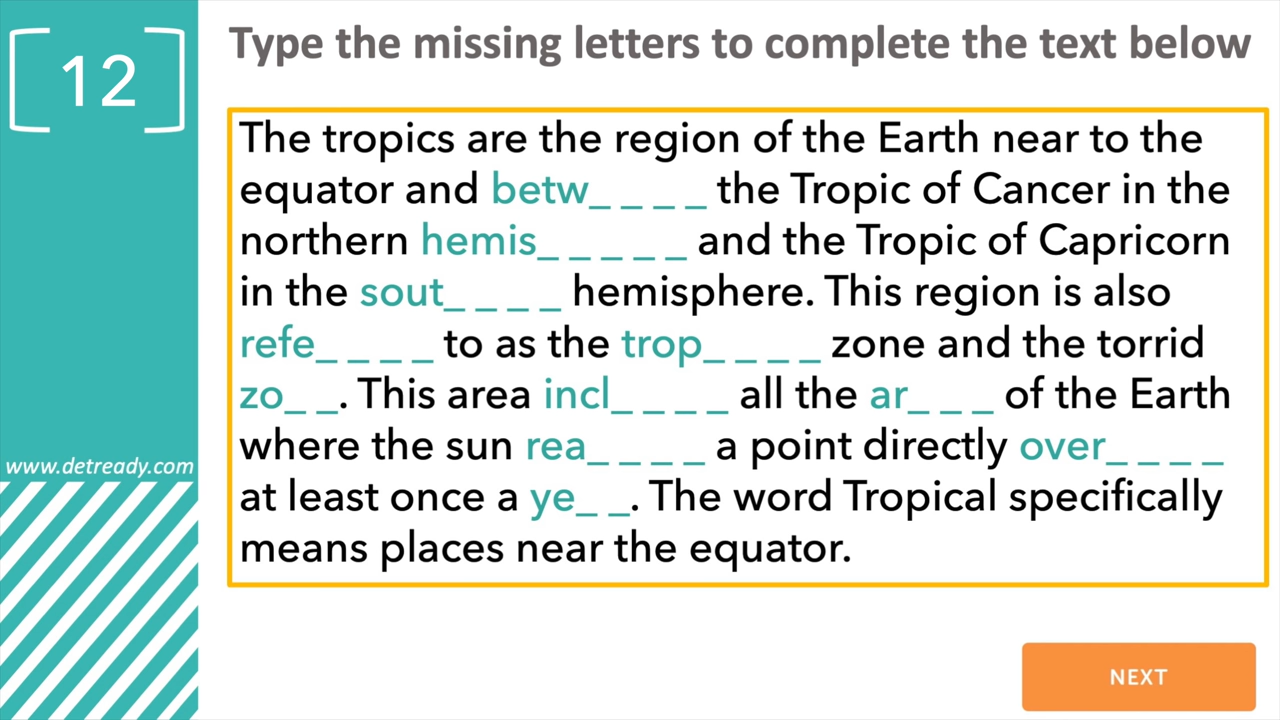 [ 12 ]
Type the missing letters to complete the text below
The tropics are the region of the Earth near to the
equator and betw_ _ _ _ the Tropic of Cancer in the
northern hemis_ _ _ _ _ and the Tropic of Capricorn
in the sout_ _ _ _ hemisphere. This region is also
refe_ _ _ _ to as the trop_ _ _ _ zone and the torrid
zo_ _. This area incl_ _ _ _ all the ar_ _ _ of the Earth
where the sun rea_ _ _ _ a point directly over_ _ _ _
at least once a ye_ _. The word Tropical specifically
means places near the equator.
www.detready.com
NEXT